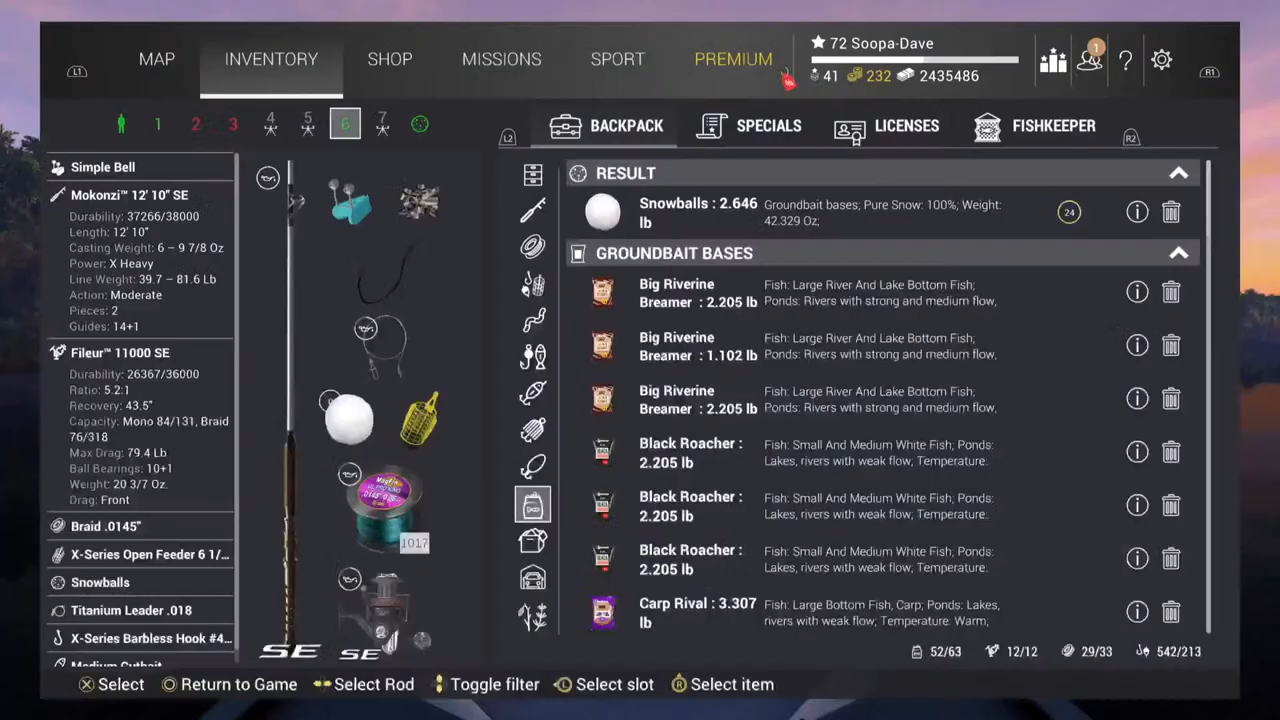 L1
MAP
INVENTORY
SHOP
MISSIONS
SPORT
PREMIUM
72 Soopa-Dave
41 232 2435486
1
?
R1
1 2 3 4 5 6 7
L2
BACKPACK
SPECIALS
LICENSES
FISHKEEPER
R2
Simple Bell
Mokonzi™ 12' 10" SE
Durability: 37266/38000
Length: 12' 10"
Casting Weight: 6 – 9 7/8 Oz
Power: X Heavy
Line Weight: 39.7 – 81.6 Lb
Action: Moderate
Pieces: 2
Guides: 14+1
Fileur™ 11000 SE
Durability: 26367/36000
Ratio: 5.2:1
Recovery: 43.5"
Capacity: Mono 84/131, Braid
76/318
Max Drag: 79.4 Lb
Ball Bearings: 10+1
Weight: 20 3/7 Oz.
Drag: Front
Braid .0145"
X-Series Open Feeder 6 1/...
Snowballs
Titanium Leader .018
X-Series Barbless Hook #4...
Medium Cutbait
1017
SE SE
RESULT
Snowballs : 2.646
lb
Groundbait bases; Pure Snow: 100%; Weight:
42.329 Oz;
24
GROUNDBAIT BASES
Big Riverine
Breamer : 2.205 lb
Fish: Large River And Lake Bottom Fish;
Ponds: Rivers with strong and medium flow,
Big Riverine
Breamer : 1.102 lb
Fish: Large River And Lake Bottom Fish;
Ponds: Rivers with strong and medium flow,
Big Riverine
Breamer : 2.205 lb
Fish: Large River And Lake Bottom Fish;
Ponds: Rivers with strong and medium flow,
Black Roacher :
2.205 lb
Fish: Small And Medium White Fish; Ponds:
Lakes, rivers with weak flow; Temperature:
Black Roacher :
2.205 lb
Fish: Small And Medium White Fish; Ponds:
Lakes, rivers with weak flow; Temperature:
Black Roacher :
2.205 lb
Fish: Small And Medium White Fish; Ponds:
Lakes, rivers with weak flow; Temperature:
Carp Rival : 3.307
lb
Fish: Large Bottom Fish, Carp; Ponds: Lakes,
rivers with weak flow; Temperature: Warm,
52/63 12/12 29/33 542/213
Select
Return to Game
Select Rod
Toggle filter
L Select slot
R Select item